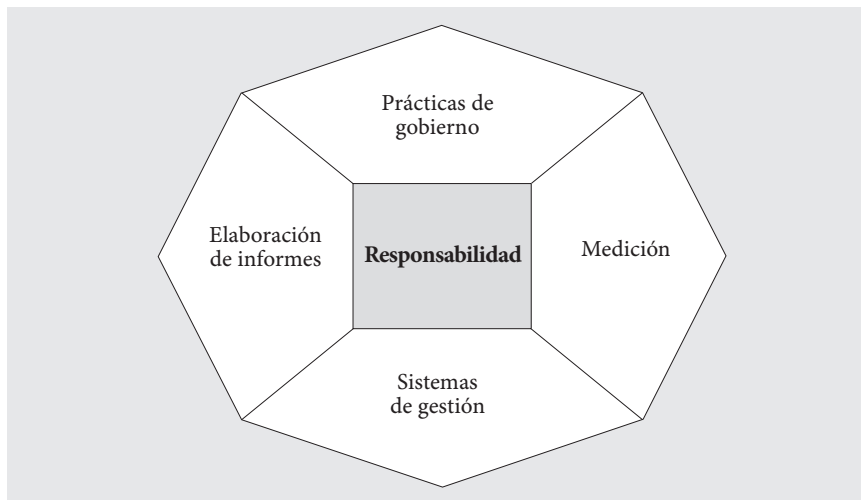 Prácticas de
gobierno
Elaboración
de informes
Responsabilidad
Medición
Sistemas
de gestión